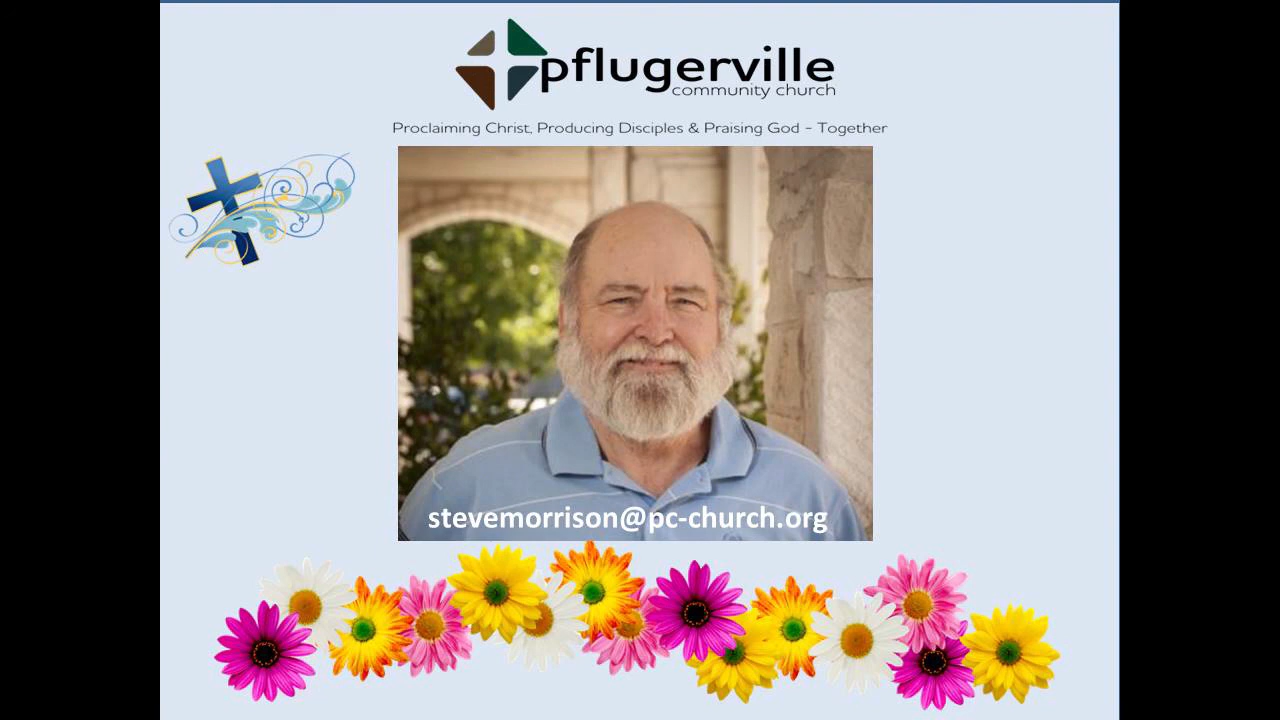 pflugerville
community church
Proclaiming Christ, Producing Disciples & Praising God - Together
stevemorrison@pc-church.org